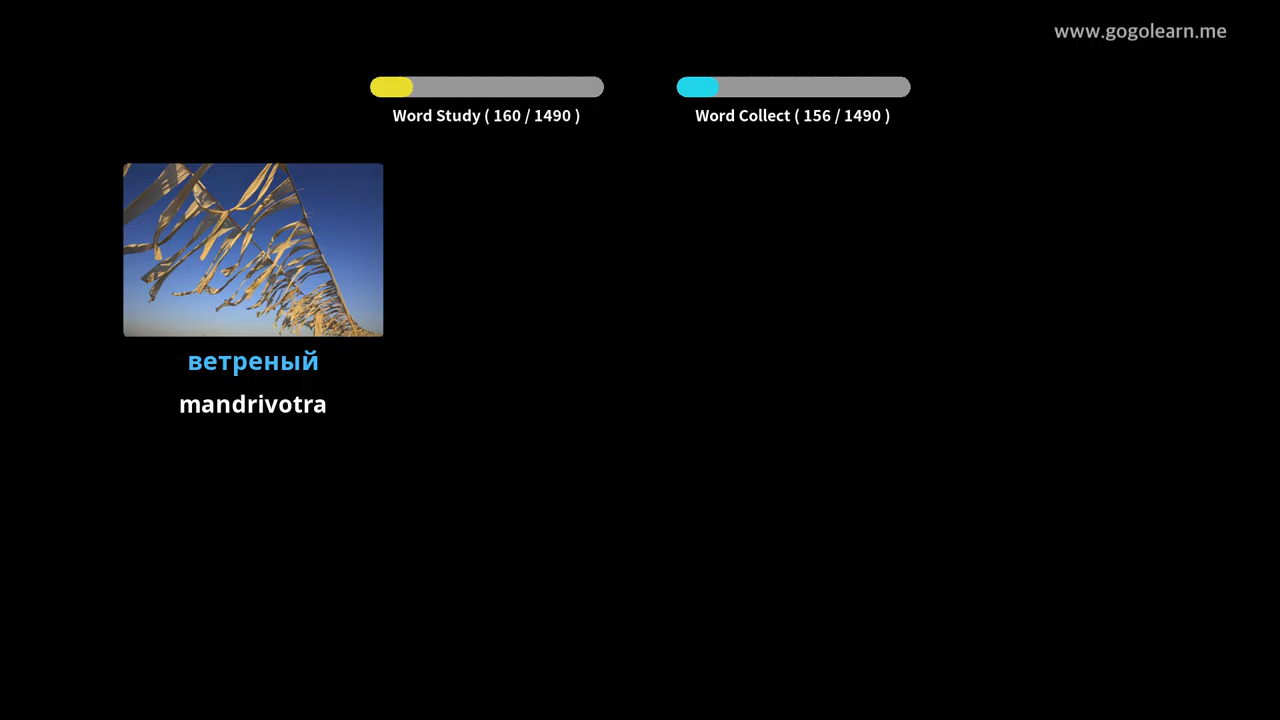 www.gogolearn.me
Word Study ( 160 / 1490 )
Word Collect ( 156 / 1490 )
ветреный
mandrivotra